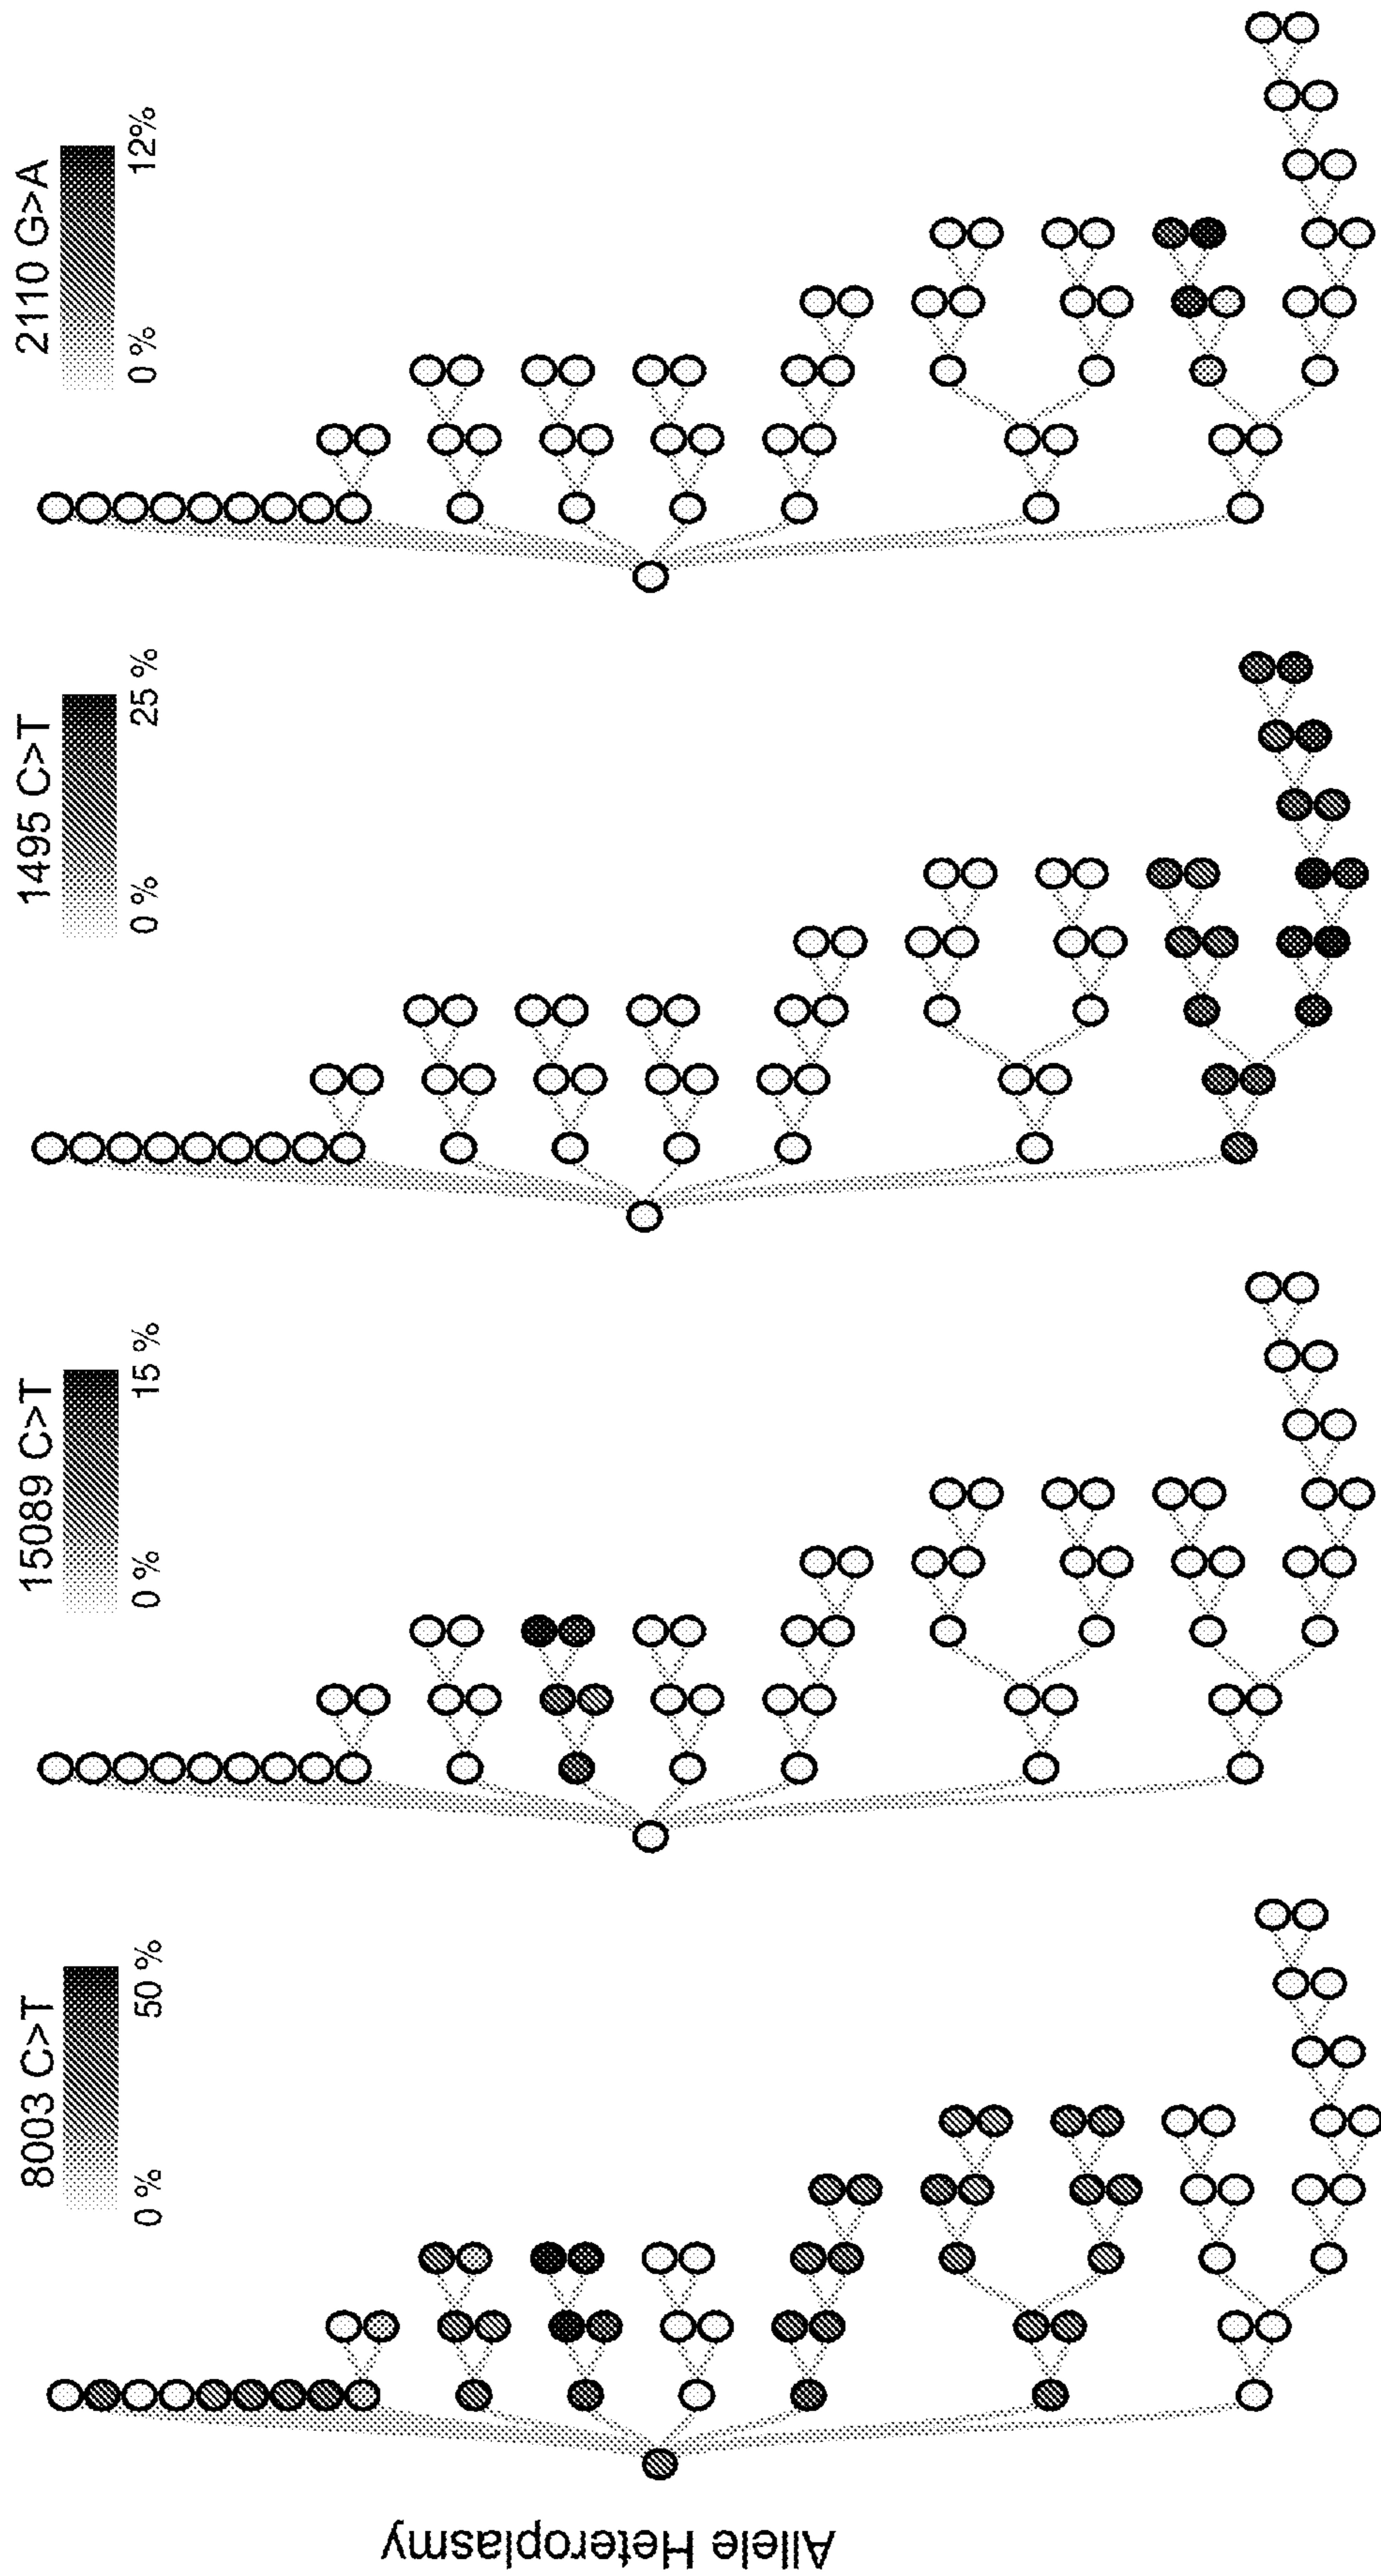 Allele Heteroplasmy
8003 C>T
0 %
50 %
15089 C>T
0 %
15 %
1495 C>T
0 %
25 %
2110 G>A
0 %
12%